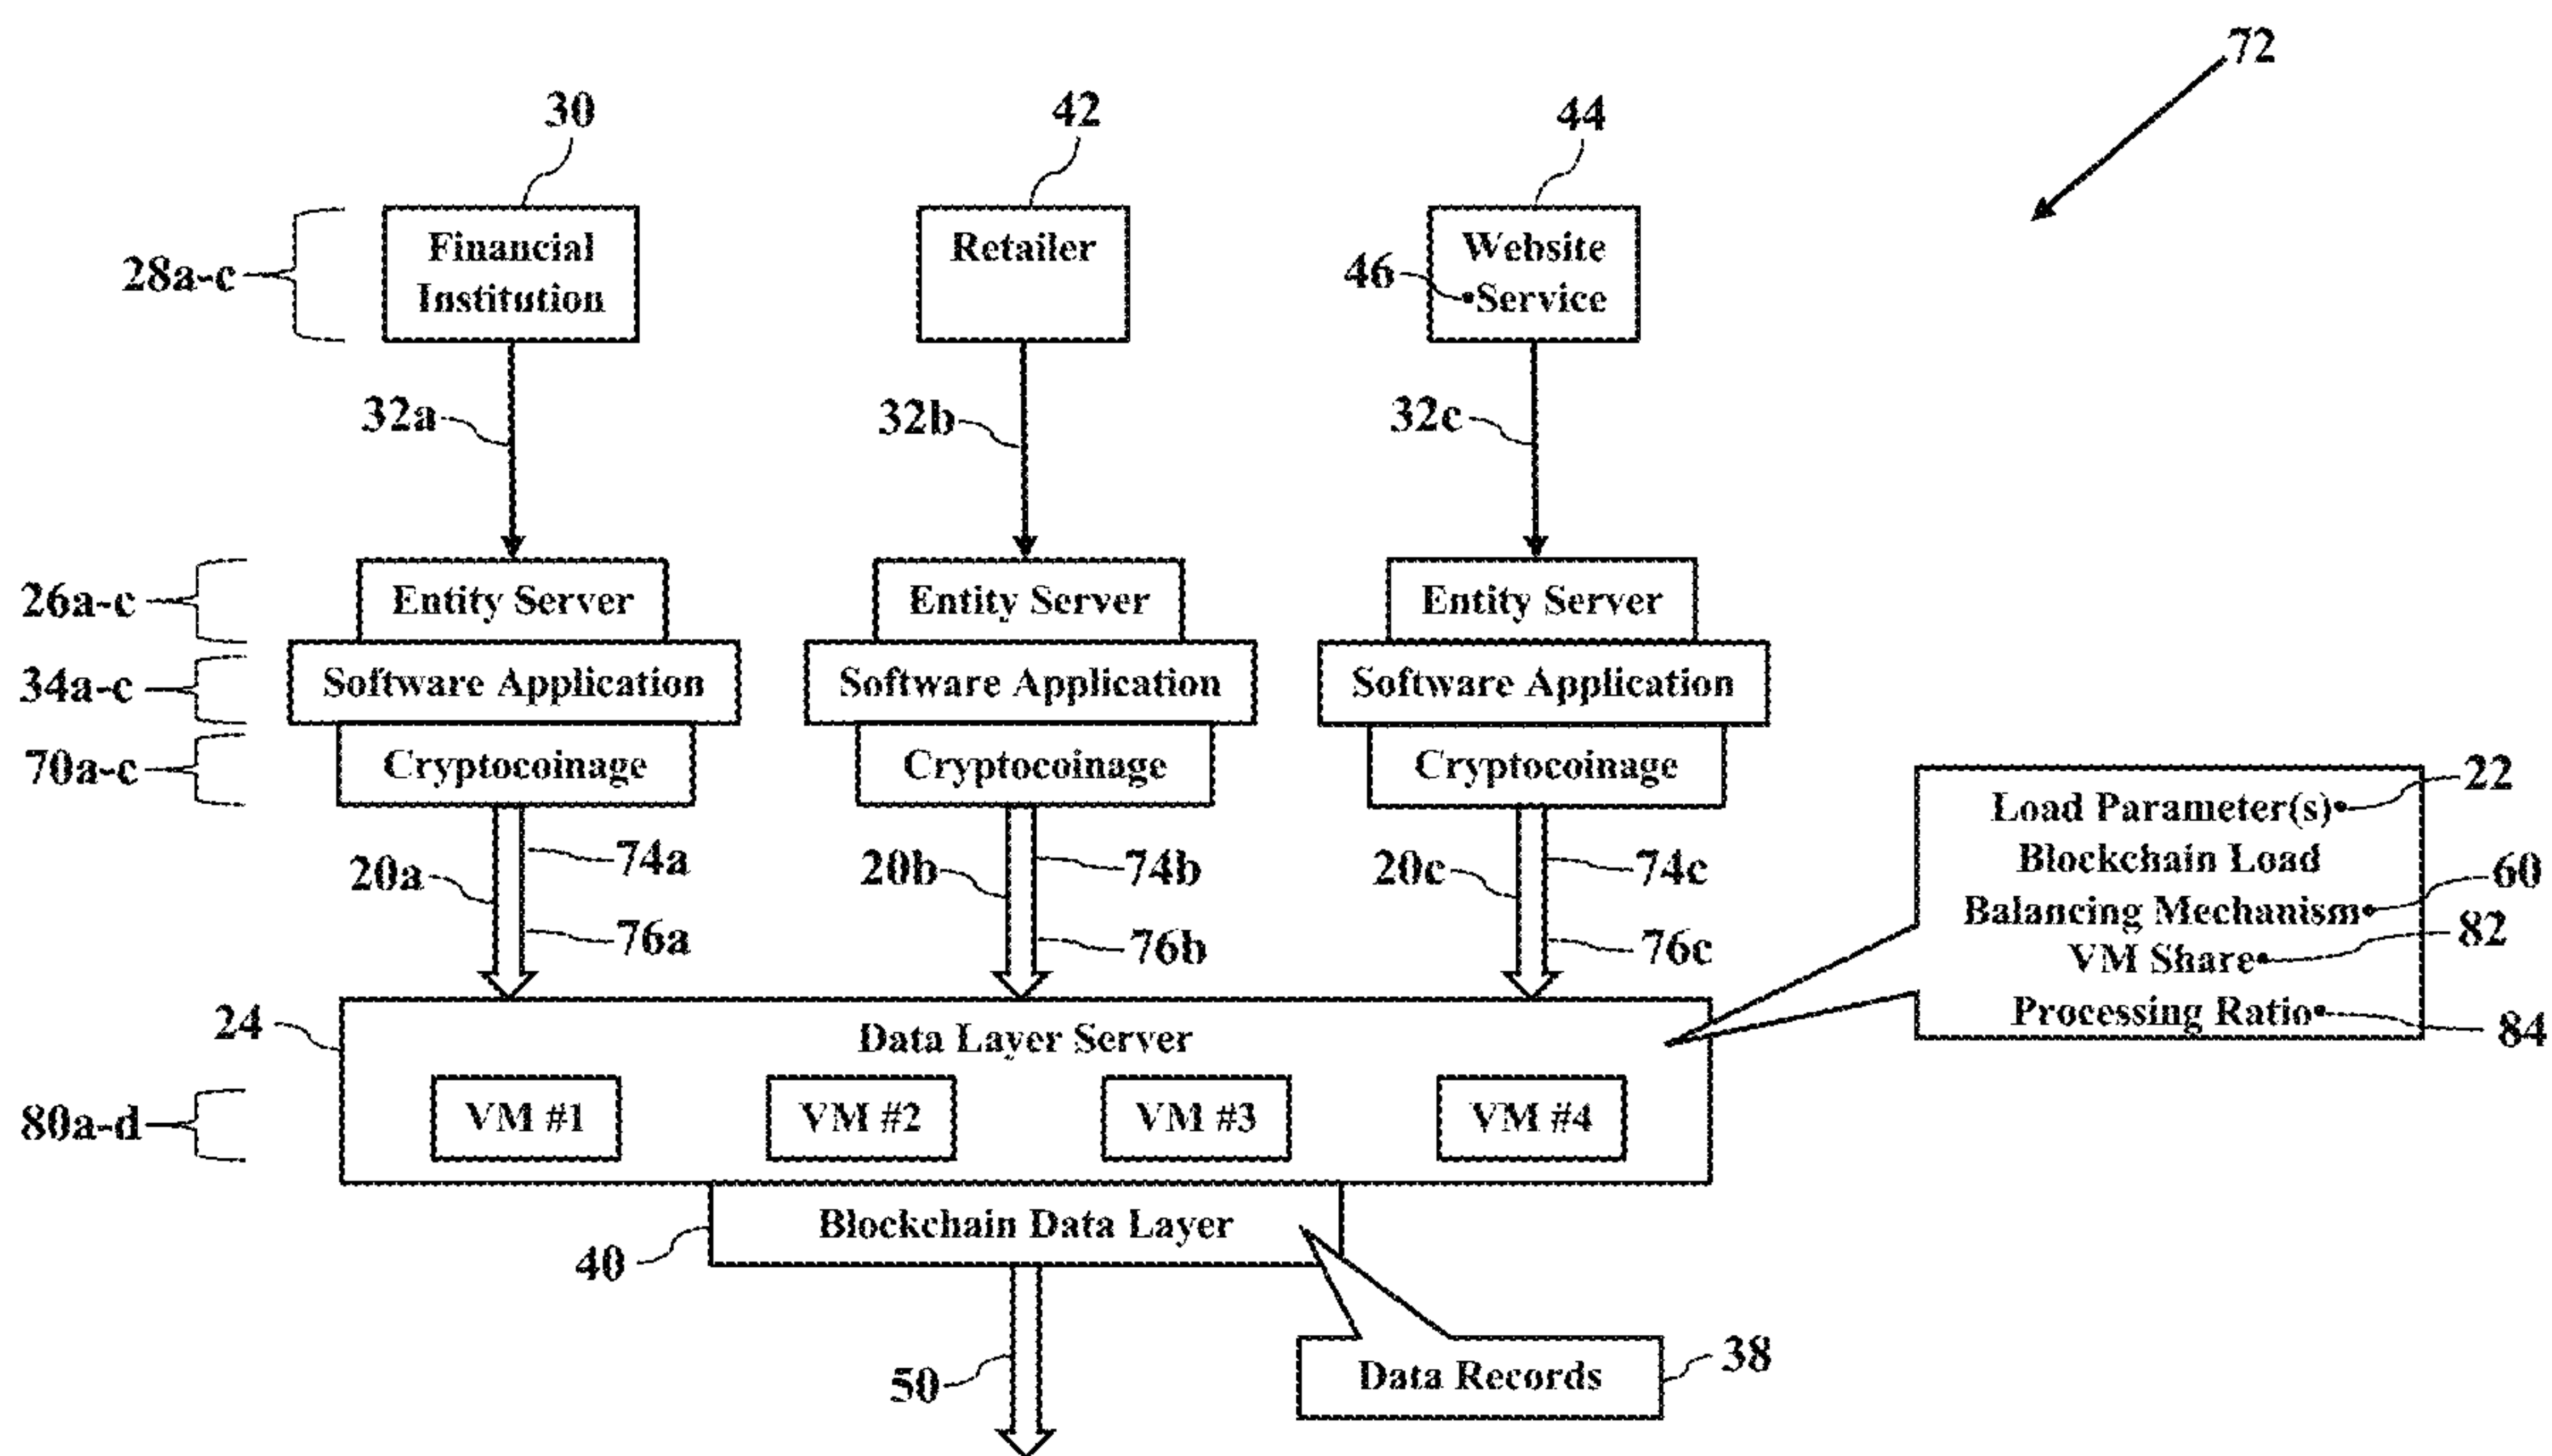 72
30
42
44
28a-c
Financial
Institution
Retailer
Website
46
•Service
32a
32b
32c
26a-c
Entity Server
Entity Server
Entity Server
34a-c
Software Application
Software Application
Software Application
70a-c
Cryptocoinage
Cryptocoinage
Cryptocoinage
Load Parameter(s)•
22
Blockchain Load
Balancing Mechanism•
60
VM Share•
82
Processing Ratio•
84
20a
74a
20b
74b
20c
74c
76a
76b
76c
24
Data Layer Server
80a-d
VM #1
VM #2
VM #3
VM #4
Blockchain Data Layer
40
50
Data Records
38